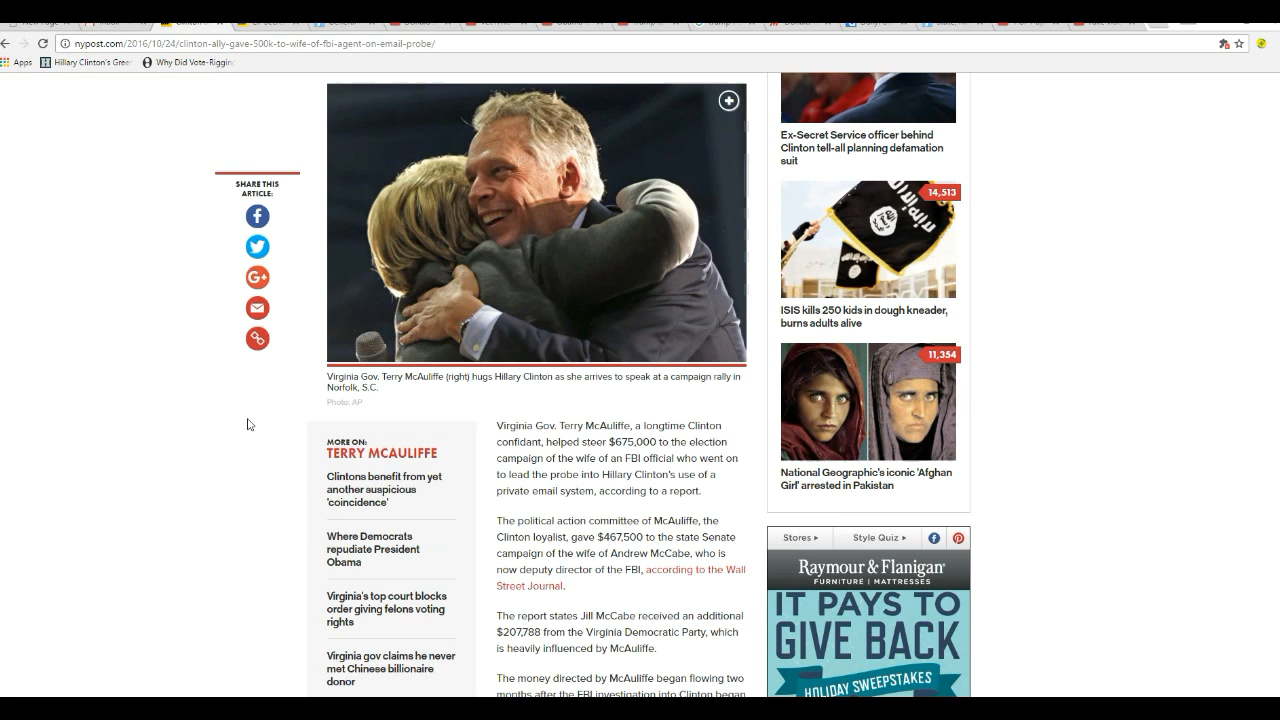 nypost.com/2016/10/24/clinton-ally-gave-500k-to-wife-of-fbi-agent-on-email-probe/
Apps
Hillary Clinton's Greer
Why Did Vote-Rigging
SHARE THIS
ARTICLE:
Virginia Gov. Terry McAuliffe (right) hugs Hillary Clinton as she arrives to speak at a campaign rally in
Norfolk, S.C.
Photo: AP
MORE ON:
TERRY MCAULIFFE
Clintons benefit from yet
another suspicious
'coincidence'
Where Democrats
repudiate President
Obama
Virginia's top court blocks
order giving felons voting
rights
Virginia gov claims he never
met Chinese billionaire
donor
Virginia Gov. Terry McAuliffe, a longtime Clinton
confidant, helped steer $675,000 to the election
campaign of the wife of an FBI official who went on
to lead the probe into Hillary Clinton's use of a
private email system, according to a report.
The political action committee of McAuliffe, the
Clinton loyalist, gave $467,500 to the state Senate
campaign of the wife of Andrew McCabe, who is
now deputy director of the FBI, according to the Wall
Street Journal.
The report states Jill McCabe received an additional
$207,788 from the Virginia Democratic Party, which
is heavily influenced by McAuliffe.
The money directed by McAuliffe began flowing two
months after the FBI investigation into Clinton began
Ex-Secret Service officer behind
Clinton tell-all planning defamation
suit
14,513
ISIS kills 250 kids in dough kneader,
burns adults alive
11,354
National Geographic's iconic 'Afghan
Girl' arrested in Pakistan
Stores
Style Quiz
Raymour & Flanigan
FURNITURE | MATTRESSES
IT PAYS TO
GIVE BACK
HOLIDAY SWEEPSTAKES